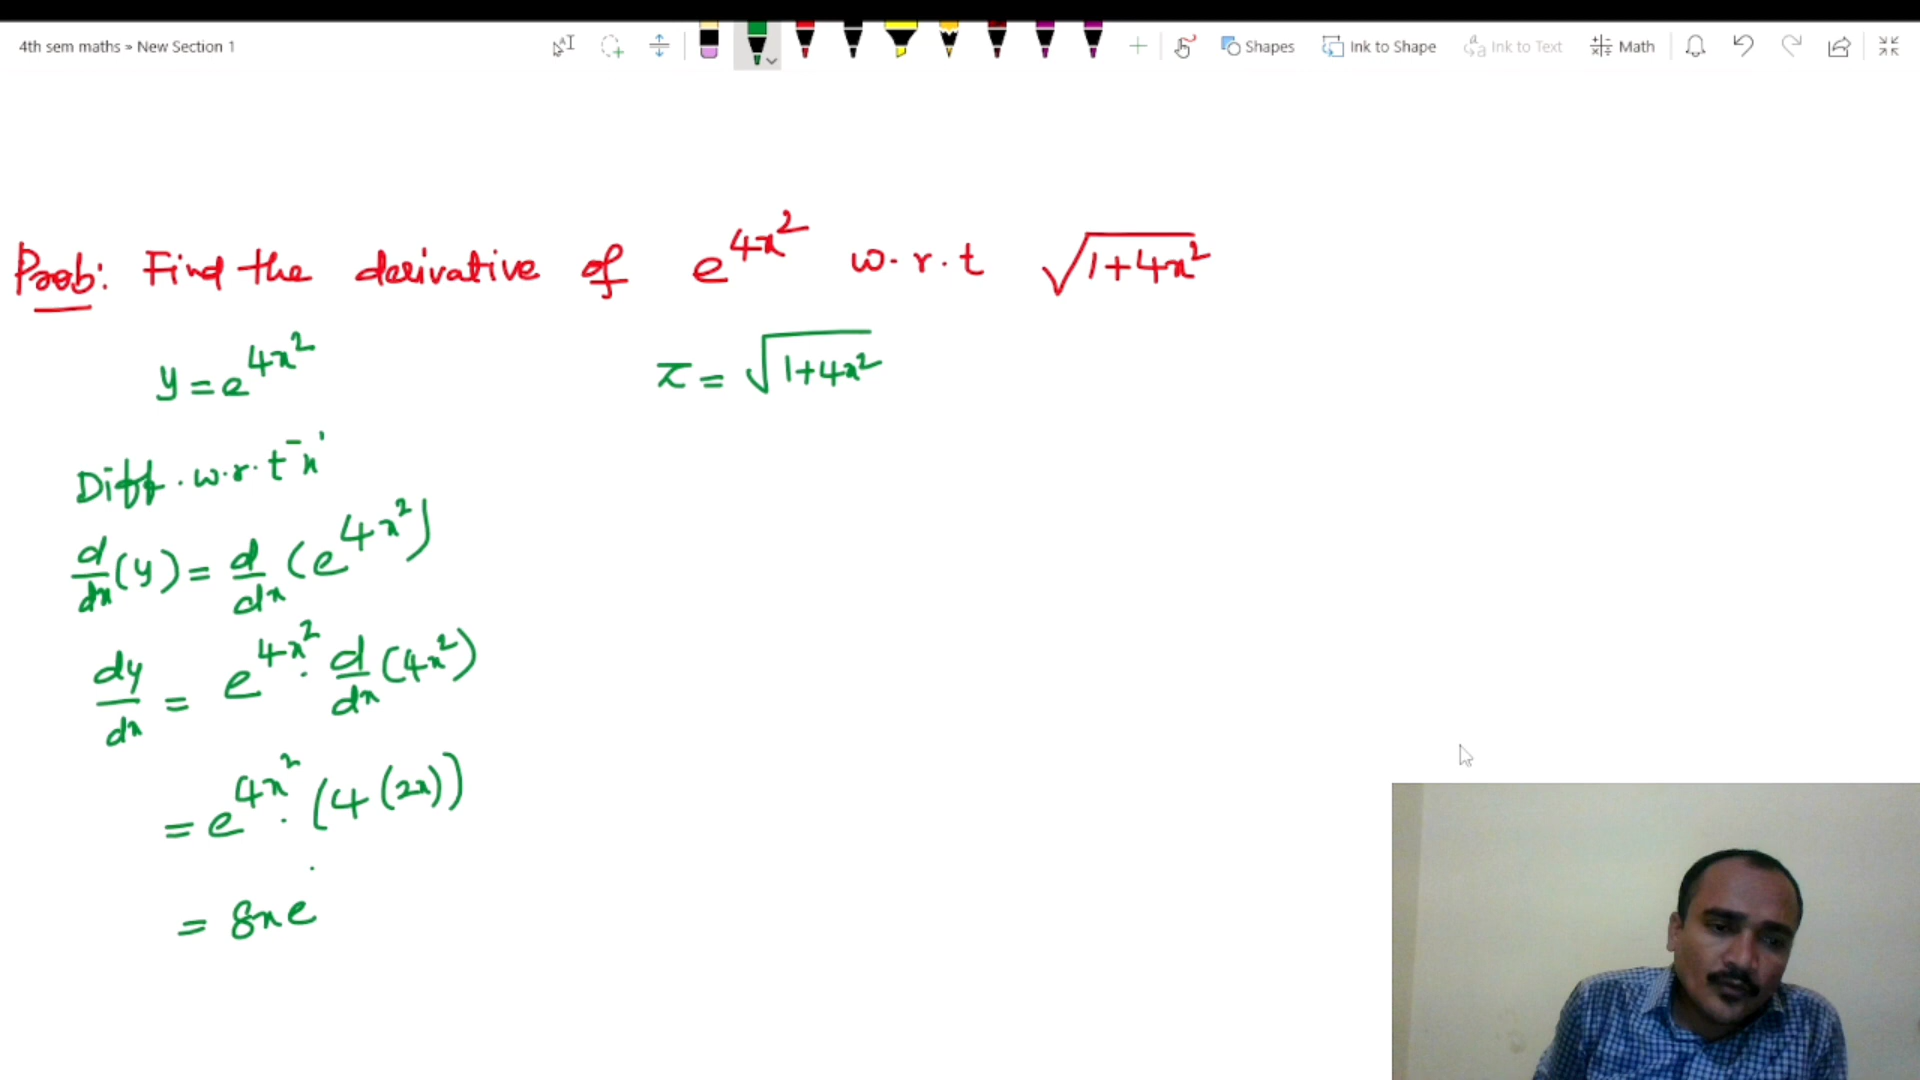 4th sem maths » New Section 1
Shapes Ink to Shape Ink to Text Math
Prob: Find the derivative of e^{4x^2} w.r.t √(1+4x^2)
y = e^{4x^2} z = √(1+4x^2)
Diff. w.r.t 'x'
d/dx (y) = d/dx (e^{4x^2})
dy/dx = e^{4x^2} . d/dx (4x^2)
= e^{4x^2} . (4(2x))
= 8xe